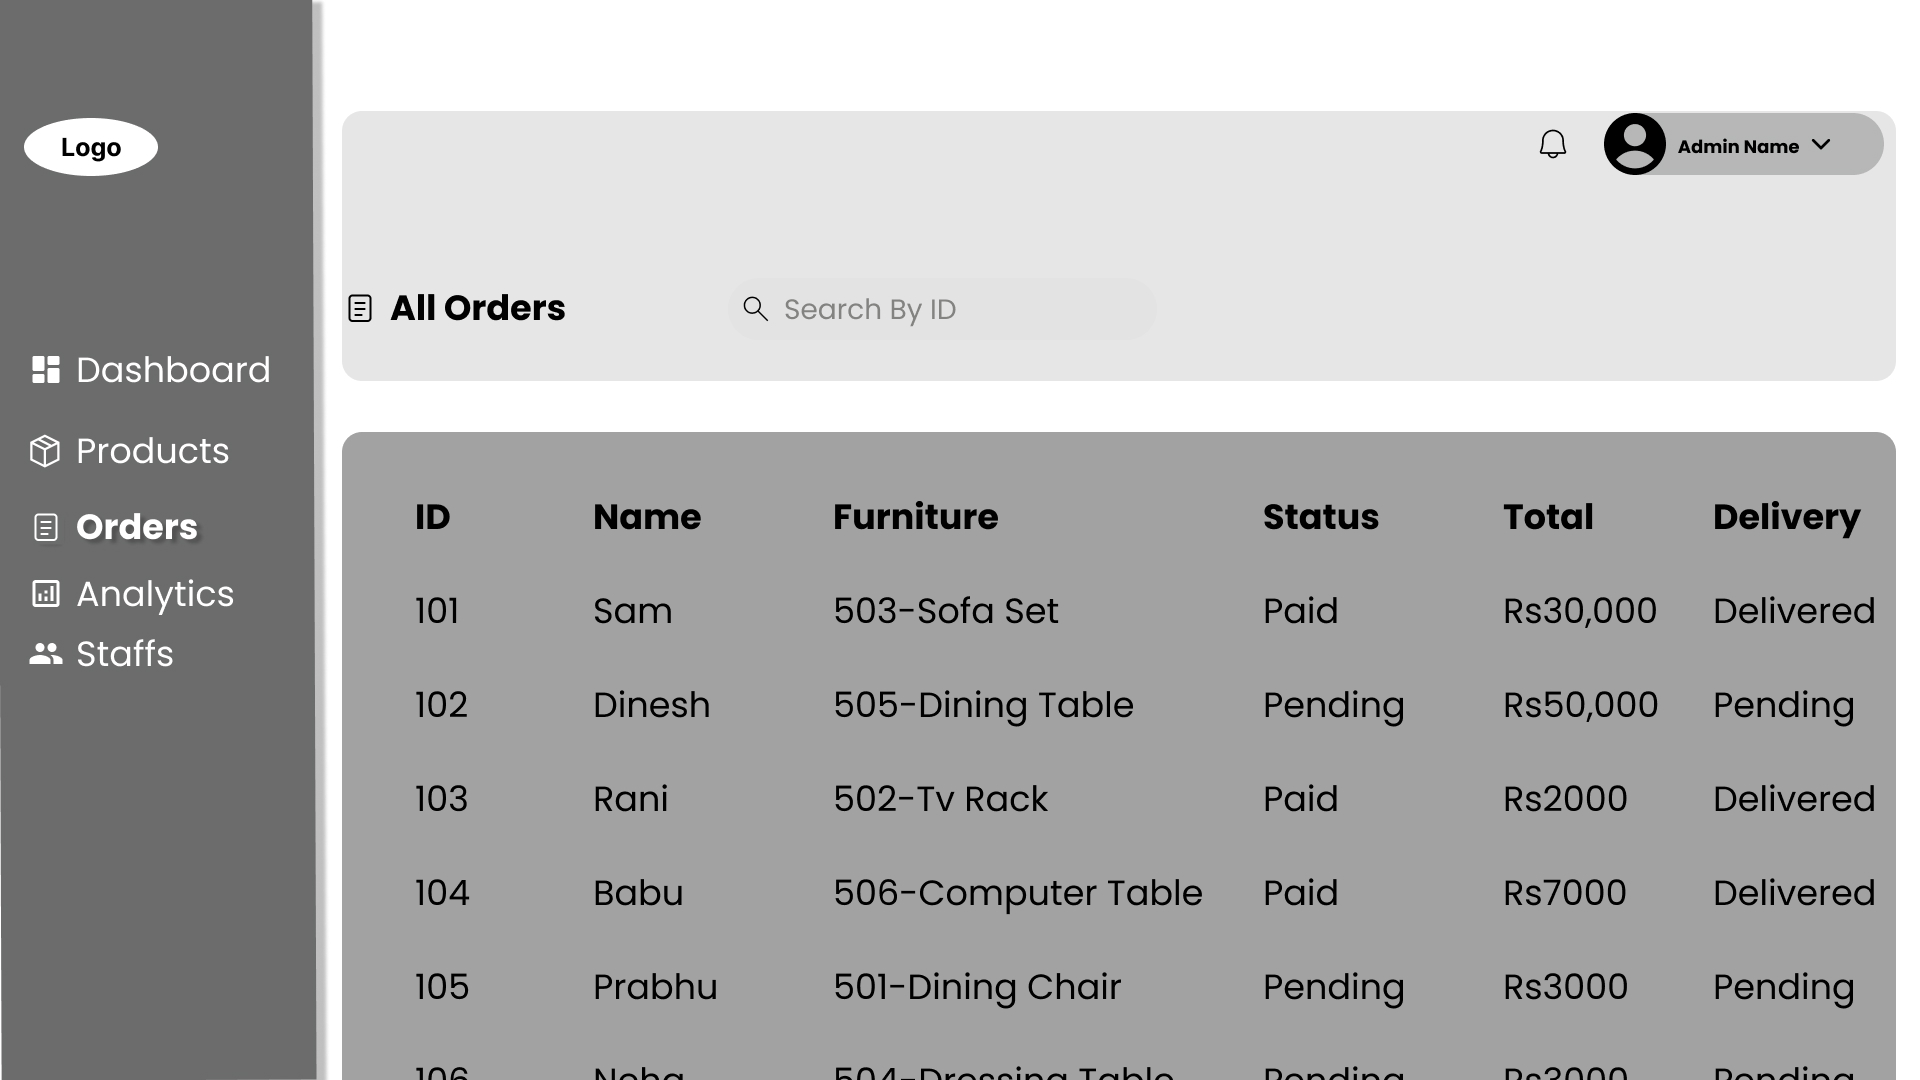 Logo
Admin Name
All Orders
Search By ID
Dashboard
Products
Orders
Analytics
Staffs
ID Name Furniture Status Total Delivery
101 Sam 503-Sofa Set Paid Rs30,000 Delivered
102 Dinesh 505-Dining Table Pending Rs50,000 Pending
103 Rani 502-Tv Rack Paid Rs2000 Delivered
104 Babu 506-Computer Table Paid Rs7000 Delivered
105 Prabhu 501-Dining Chair Pending Rs3000 Pending
106 Neha 504-Dressing Table Pending Rs3000 Pending